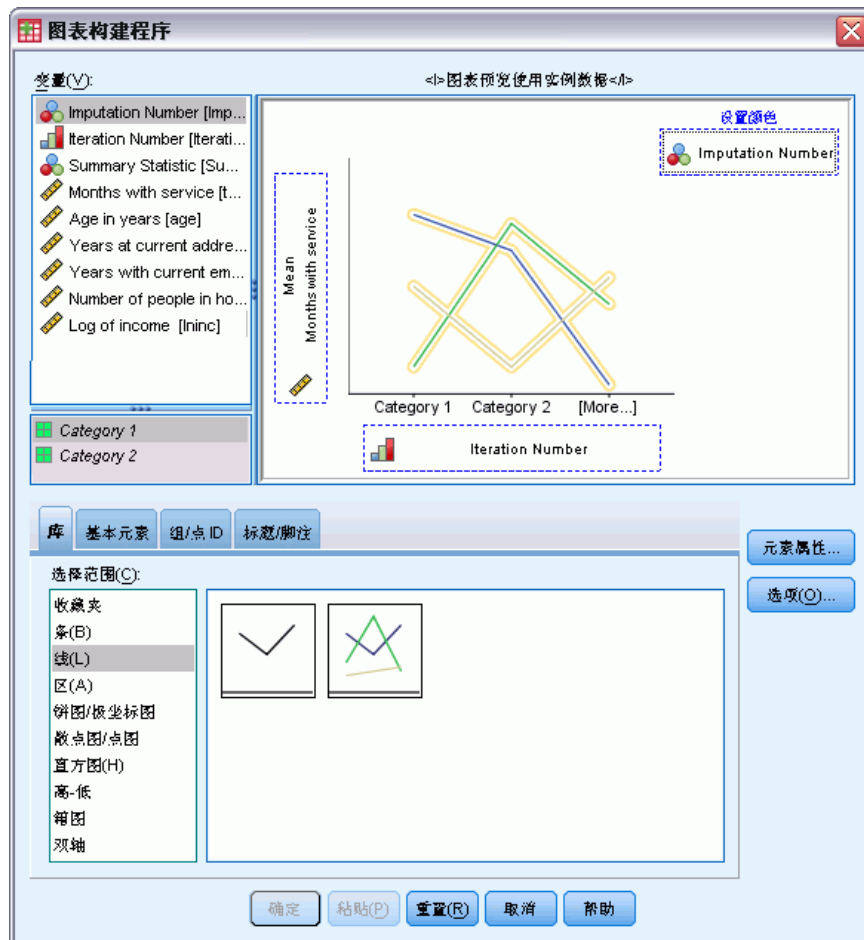 图表构建程序
变量(V):
<I>图表预览使用实例数据</I>
Imputation Number [Imp...
Iteration Number [Iterati...
Summary Statistic [Su...
Months with service [t...
Age in years [age]
Years at current addre...
Years with current em...
Number of people in ho...
Log of income [lninc]
Category 1
Category 2
设置颜色
Imputation Number
Mean
Months with service
Category 1 Category 2 [More...]
Iteration Number
库 基本元素 组/点 ID 标题/脚注
元素属性...
选项(O)...
选择范围(C):
收藏夹
条(B)
线(L)
区(A)
饼图/极坐标图
散点图/点图
直方图(H)
高-低
箱图
双轴
确定 粘贴(P) 重置(R) 取消 帮助